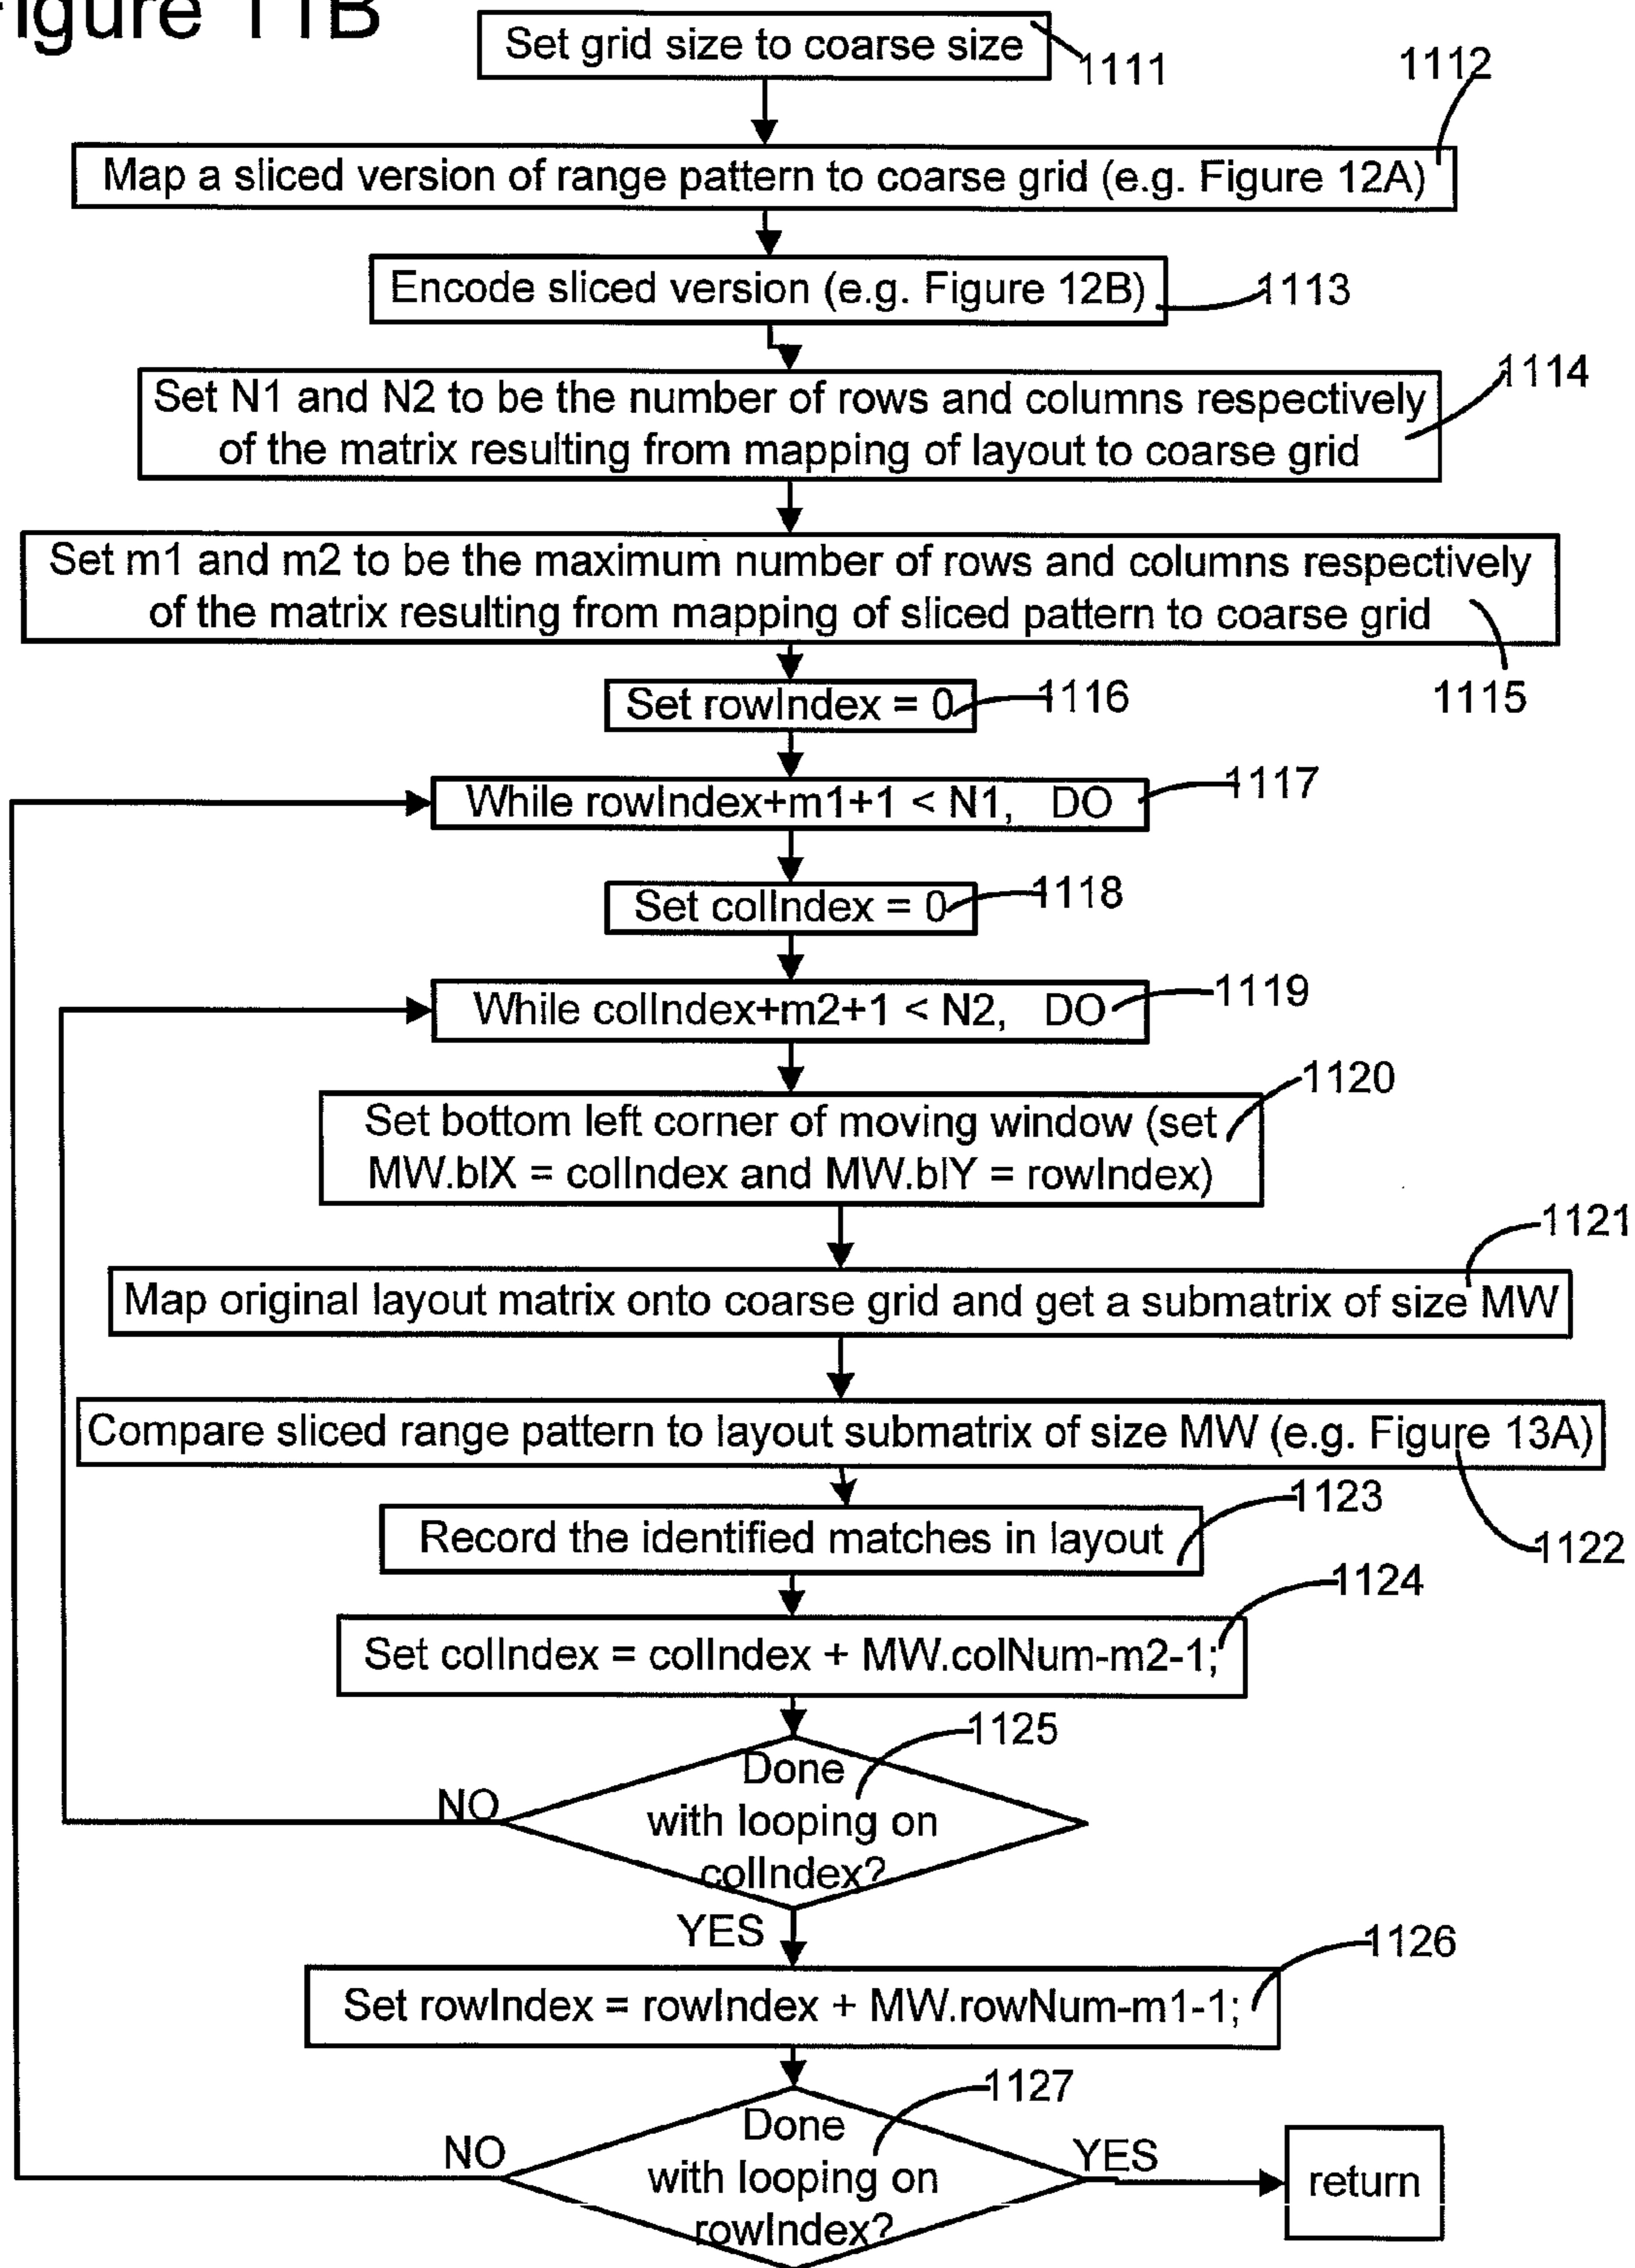 Figure 11B
Set grid size to coarse size
1111
1112
Map a sliced version of range pattern to coarse grid (e.g. Figure 12A)
Encode sliced version (e.g. Figure 12B)
1113
1114
Set N1 and N2 to be the number of rows and columns respectively
of the matrix resulting from mapping of layout to coarse grid
Set m1 and m2 to be the maximum number of rows and columns respectively
of the matrix resulting from mapping of sliced pattern to coarse grid
1115
Set rowIndex = 0
1116
While rowIndex+m1+1 < N1, DO
1117
Set colIndex = 0
1118
While colIndex+m2+1 < N2, DO
1119
1120
Set bottom left corner of moving window (set
MW.blX = colIndex and MW.blY = rowIndex)
1121
Map original layout matrix onto coarse grid and get a submatrix of size MW
Compare sliced range pattern to layout submatrix of size MW (e.g. Figure 13A)
1122
1123
Record the identified matches in layout
1124
Set colIndex = colIndex + MW.colNum-m2-1;
1125
Done
with looping on
colIndex?
NO
YES
1126
Set rowIndex = rowIndex + MW.rowNum-m1-1;
1127
Done
with looping on
rowIndex?
NO
YES
return